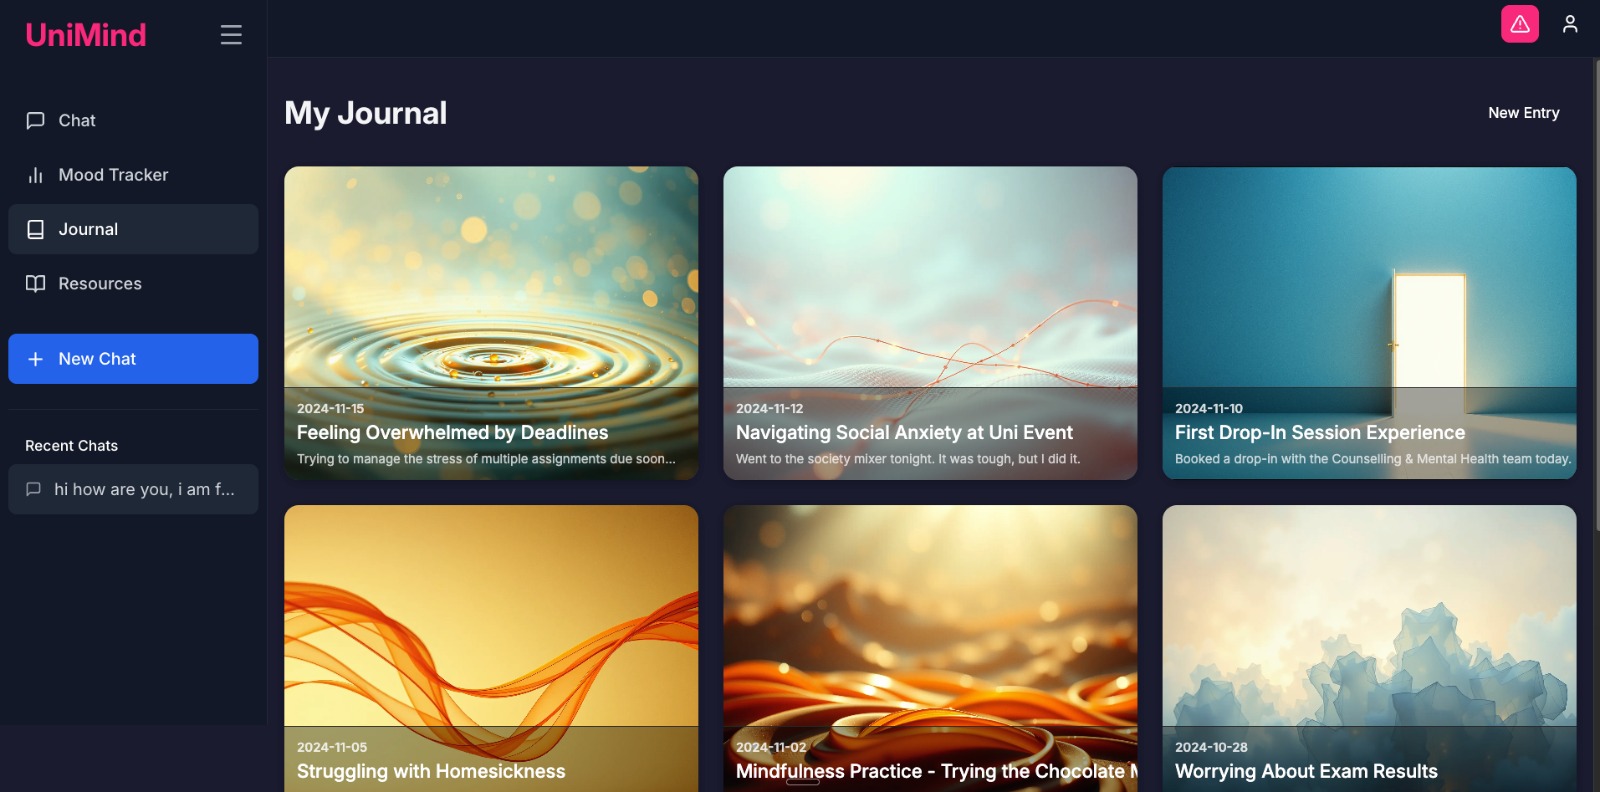 UniMind
Chat
Mood Tracker
Journal
Resources
New Chat
Recent Chats
hi how are you, i am f...
My Journal
New Entry
2024-11-15
Feeling Overwhelmed by Deadlines
Trying to manage the stress of multiple assignments due soon...
2024-11-12
Navigating Social Anxiety at Uni Event
Went to the society mixer tonight. It was tough, but I did it.
2024-11-10
First Drop-In Session Experience
Booked a drop-in with the Counselling & Mental Health team today.
2024-11-05
Struggling with Homesickness
2024-11-02
Mindfulness Practice - Trying the Chocolate M
2024-10-28
Worrying About Exam Results